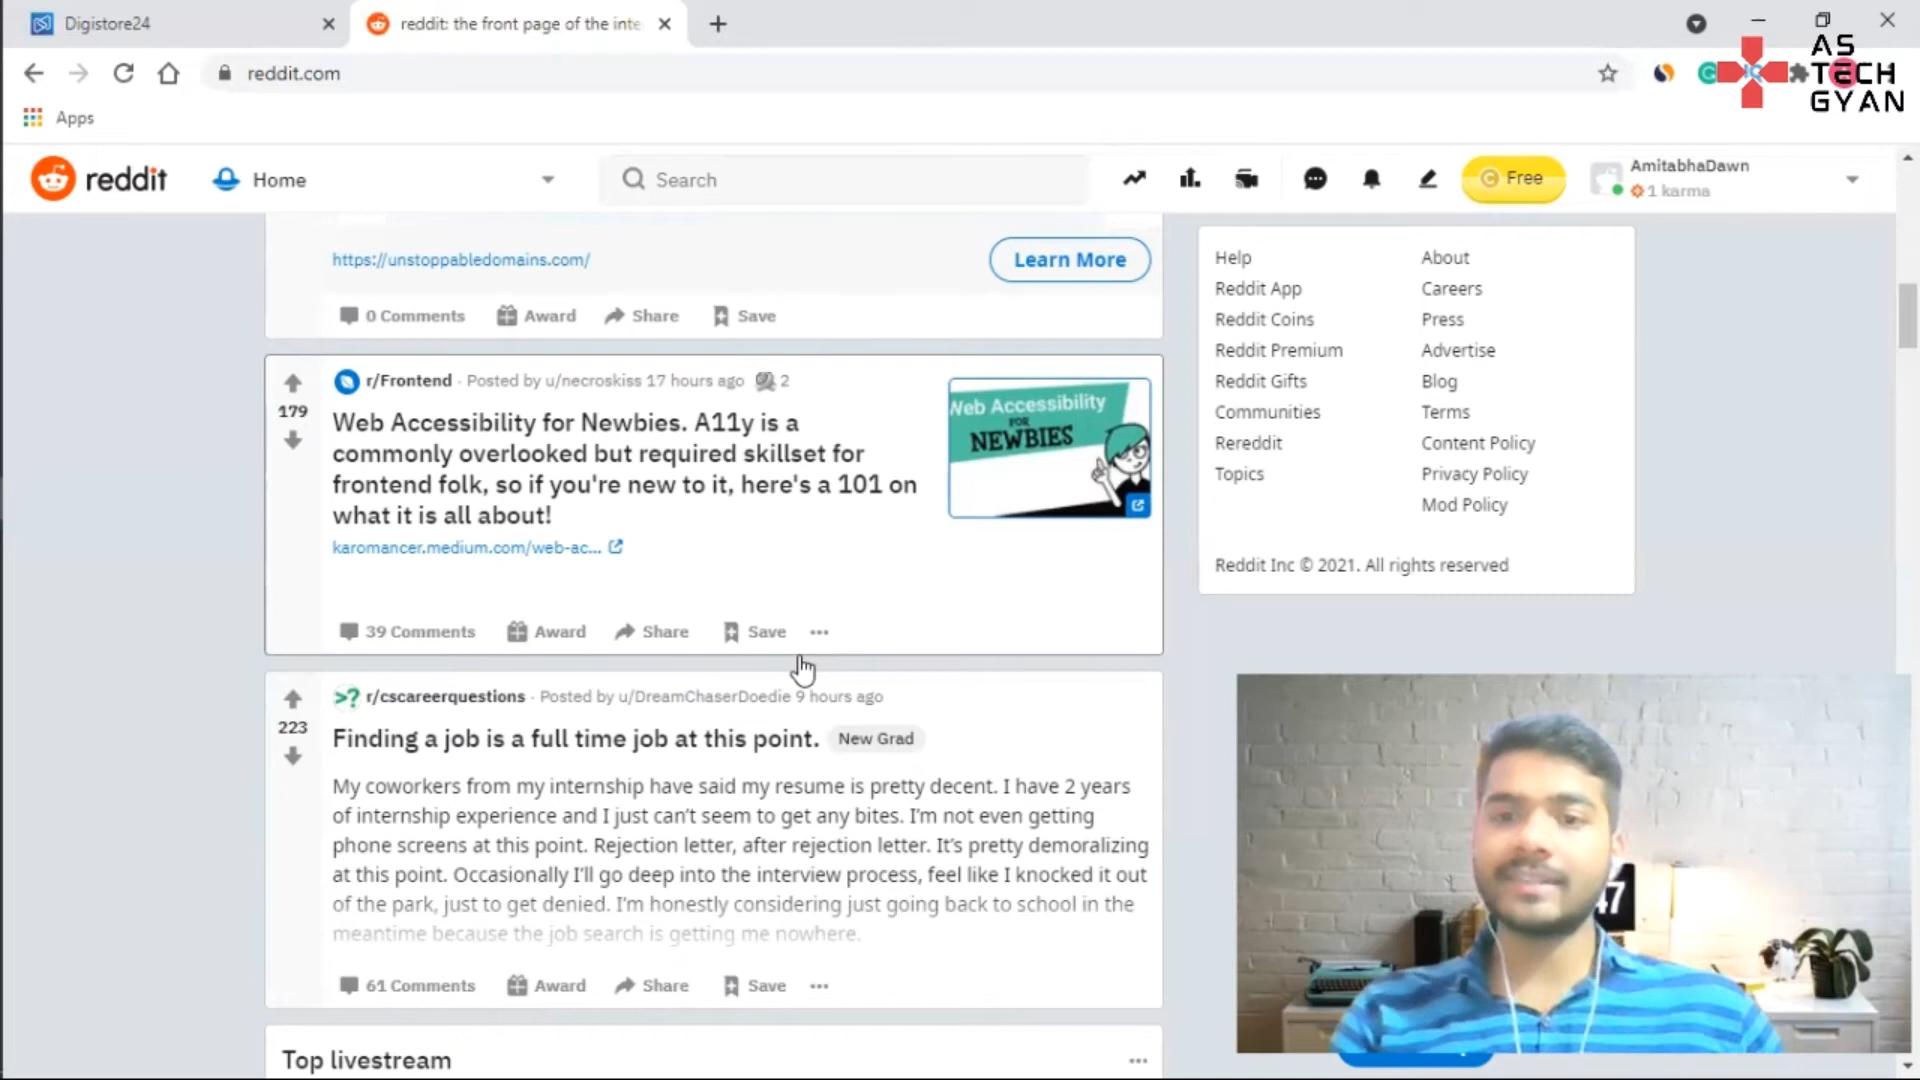 Digistore24
reddit: the front page of the inte
reddit.com
AS
TECH
GYAN
Apps
reddit
Home
Search
Free
AmitabhaDawn
1 karma
https://unstoppabledomains.com/
Learn More
0 Comments
Award
Share
Save
r/Frontend · Posted by u/necroskiss 17 hours ago
2
179
Web Accessibility for Newbies. A11y is a
commonly overlooked but required skillset for
frontend folk, so if you're new to it, here's a 101 on
what it is all about!
karomancer.medium.com/web-ac...
Web Accessibility
FOR
NEWBIES
39 Comments
Award
Share
Save
r/cscareerquestions · Posted by u/DreamChaserDoedie 9 hours ago
223
Finding a job is a full time job at this point.
New Grad
My coworkers from my internship have said my resume is pretty decent. I have 2 years
of internship experience and I just can't seem to get any bites. I'm not even getting
phone screens at this point. Rejection letter, after rejection letter. It's pretty demoralizing
at this point. Occasionally I'll go deep into the interview process, feel like I knocked it out
of the park, just to get denied. I'm honestly considering just going back to school in the
meantime because the job search is getting me nowhere.
61 Comments
Award
Share
Save
Top livestream
Help
About
Reddit App
Careers
Reddit Coins
Press
Reddit Premium
Advertise
Reddit Gifts
Blog
Communities
Terms
Rereddit
Content Policy
Topics
Privacy Policy
Mod Policy
Reddit Inc © 2021. All rights reserved
47